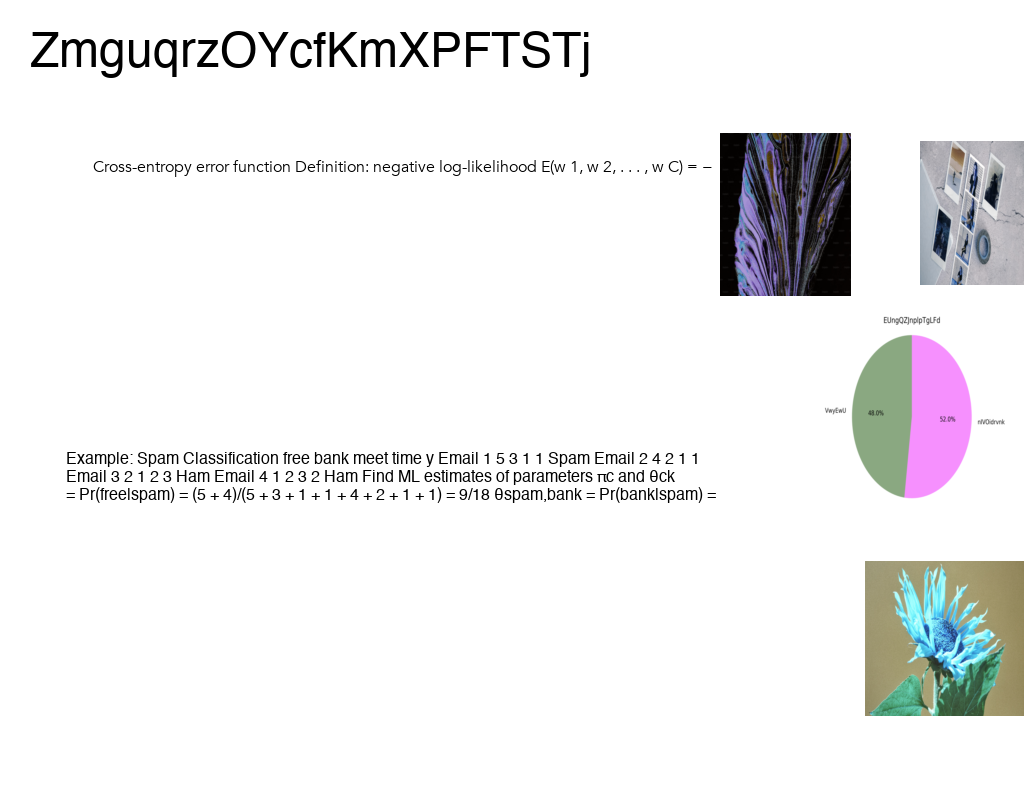 ZmguqrzOYcfKmXPFTSTj
Cross-entropy error function Definition: negative log-likelihood E(w 1, w 2, . . . , w C) = −
EUngQZJnplpTgLFd
VwyEwU
48.0%
52.0%
nlVOidrvnk
Example: Spam Classification free bank meet time y Email 1 5 3 1 1 Spam Email 2 4 2 1 1
Email 3 2 1 2 3 Ham Email 4 1 2 3 2 Ham Find ML estimates of parameters πc and θck
= Pr(free|spam) = (5 + 4)/(5 + 3 + 1 + 1 + 4 + 2 + 1 + 1) = 9/18 θspam,bank = Pr(bank|spam) =